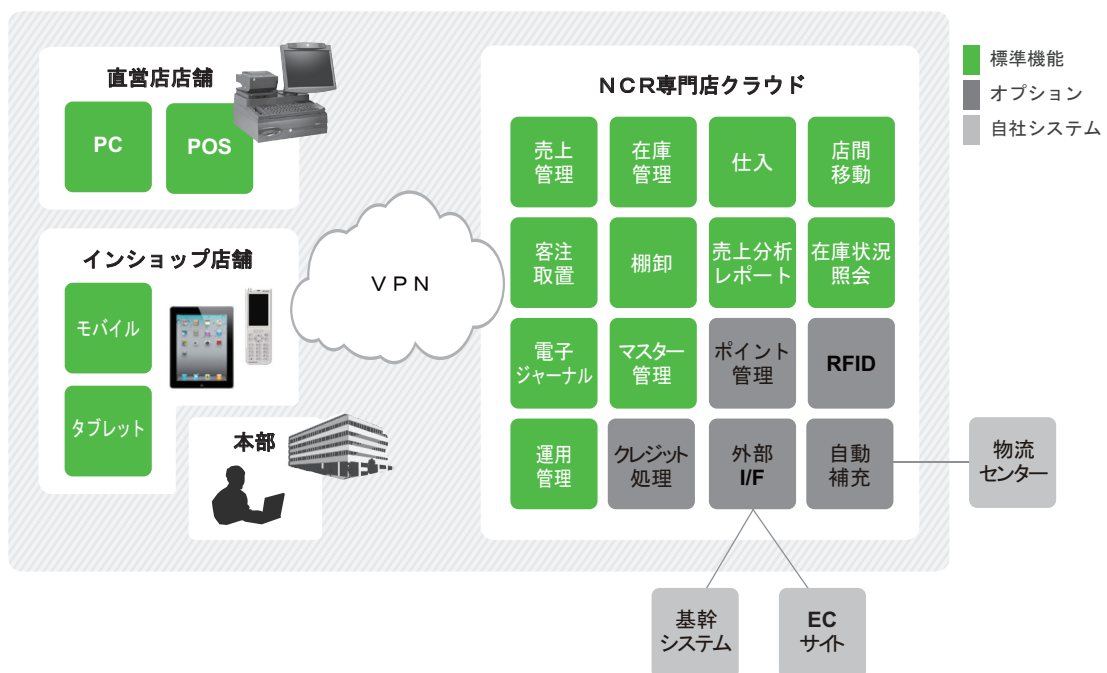 直営店店舗
PC
POS
インショップ店舗
モバイル
タブレット
本部
VPN
NCR専門店クラウド
売上
管理
在庫
管理
仕入
店間
移動
客注
取置
棚卸
売上分析
レポート
在庫状況
照会
電子
ジャーナル
マスター
管理
ポイント
管理
RFID
運用
管理
クレジット
処理
外部
I/F
自動
補充
標準機能
オプション
自社システム
物流
センター
基幹
システム
EC
サイト